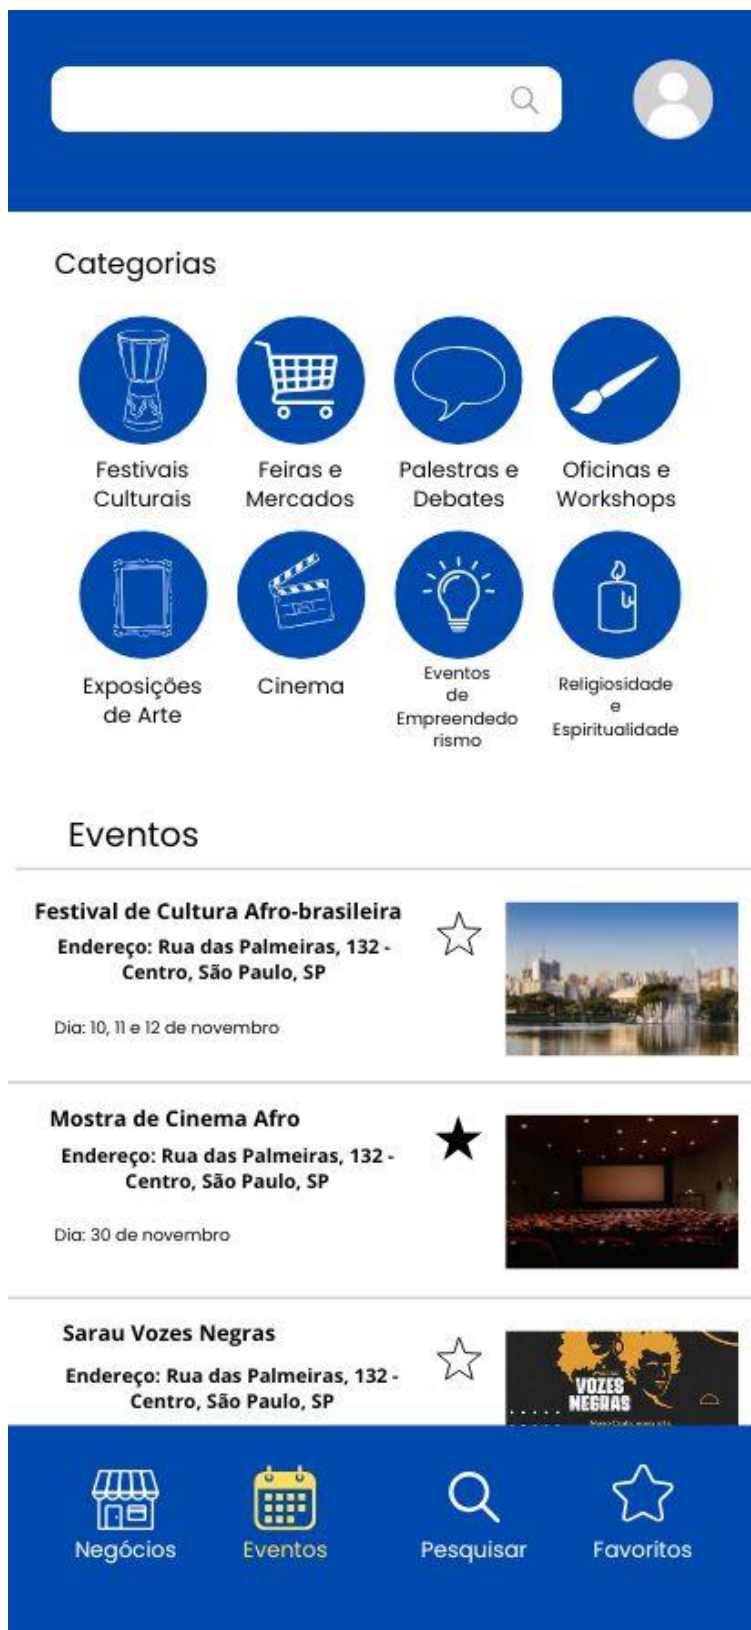 Categorias
Festivais
Culturais
Feiras e
Mercados
Palestras e
Debates
Oficinas e
Workshops
Exposições
de Arte
Cinema
Eventos
de
Empreendedo
rismo
Religiosidade
e
Espiritualidade
Eventos
Festival de Cultura Afro-brasileira
Endereço: Rua das Palmeiras, 132 -
Centro, São Paulo, SP
Dia: 10, 11 e 12 de novembro
Mostra de Cinema Afro
Endereço: Rua das Palmeiras, 132 -
Centro, São Paulo, SP
Dia: 30 de novembro
Sarau Vozes Negras
Endereço: Rua das Palmeiras, 132 -
Centro, São Paulo, SP
VOZES
NEGRAS
Negócios
Eventos
Pesquisar
Favoritos